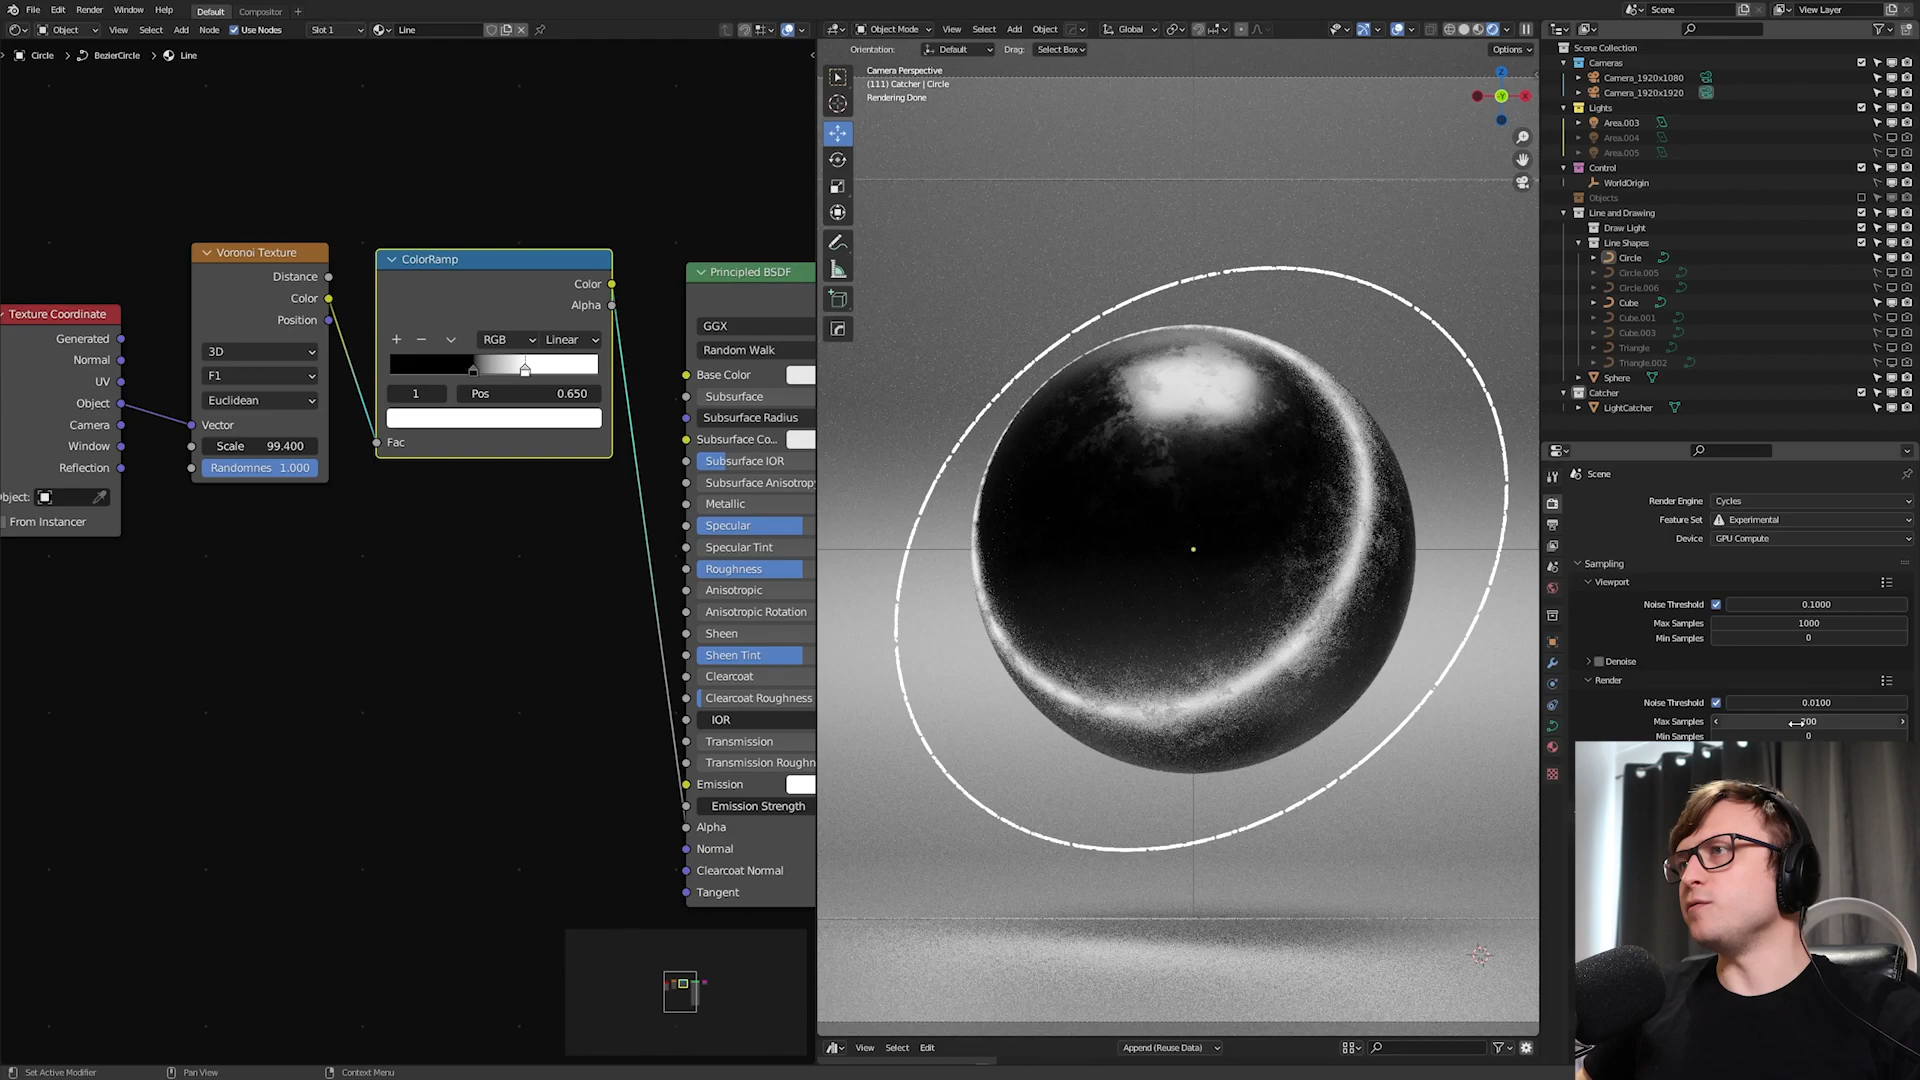 File Edit Render Window Help Default Compositor + Scene View Layer
Object View Select Add Node Use Nodes Slot 1 Line
Object Mode View Select Add Object Global
Circle > BezierCircle > Line
Orientation: Default Drag: Select Box Options
Camera Perspective
(111) Catcher | Circle
Rendering Done
Z
-Y
X
Texture Coordinate
Generated
Normal
UV
Object
Camera
Window
Reflection
From Instancer
Voronoi Texture
Distance
Color
Position
3D
F1
Euclidean
Vector
Scale 99.400
Randomnes 1.000
ColorRamp
Color
Alpha
+ − RGB Linear
1 Pos 0.650
Fac
Principled BSDF
GGX
Random Walk
Base Color
Subsurface
Subsurface Radius
Subsurface Co...
Subsurface IOR
Subsurface Anisotropy
Metallic
Specular
Specular Tint
Roughness
Anisotropic
Anisotropic Rotation
Sheen
Sheen Tint
Clearcoat
Clearcoat Roughness
IOR
Transmission
Transmission Roughn
Emission
Emission Strength
Alpha
Normal
Clearcoat Normal
Tangent
Scene Collection
Cameras
Camera_1920x1080
Camera_1920x1920
Lights
Area.003
Area.004
Area.005
Control
WorldOrigin
Objects
Line and Drawing
Draw Light
Line Shapes
Circle
Circle.005
Circle.006
Cube
Cube.001
Cube.003
Triangle
Triangle.002
Sphere
Catcher
LightCatcher
Scene
Render Engine Cycles
Feature Set Experimental
Device GPU Compute
Sampling
Viewport
Noise Threshold 0.1000
Max Samples 1000
Min Samples 0
Denoise
Render
Noise Threshold 0.0100
Max Samples
Min Samples 0
View Select Edit Append (Reuse Data)
Set Active Modifier Pan View Context Menu